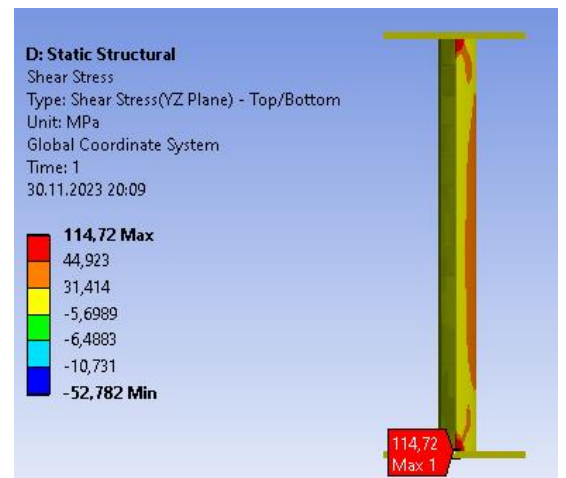 D: Static Structural
Shear Stress
Type: Shear Stress(YZ Plane) - Top/Bottom
Unit: MPa
Global Coordinate System
Time: 1
30.11.2023 20:09
114,72 Max
44,923
31,414
-5,6989
-6,4883
-10,731
-52,782 Min
114,72
Max 1